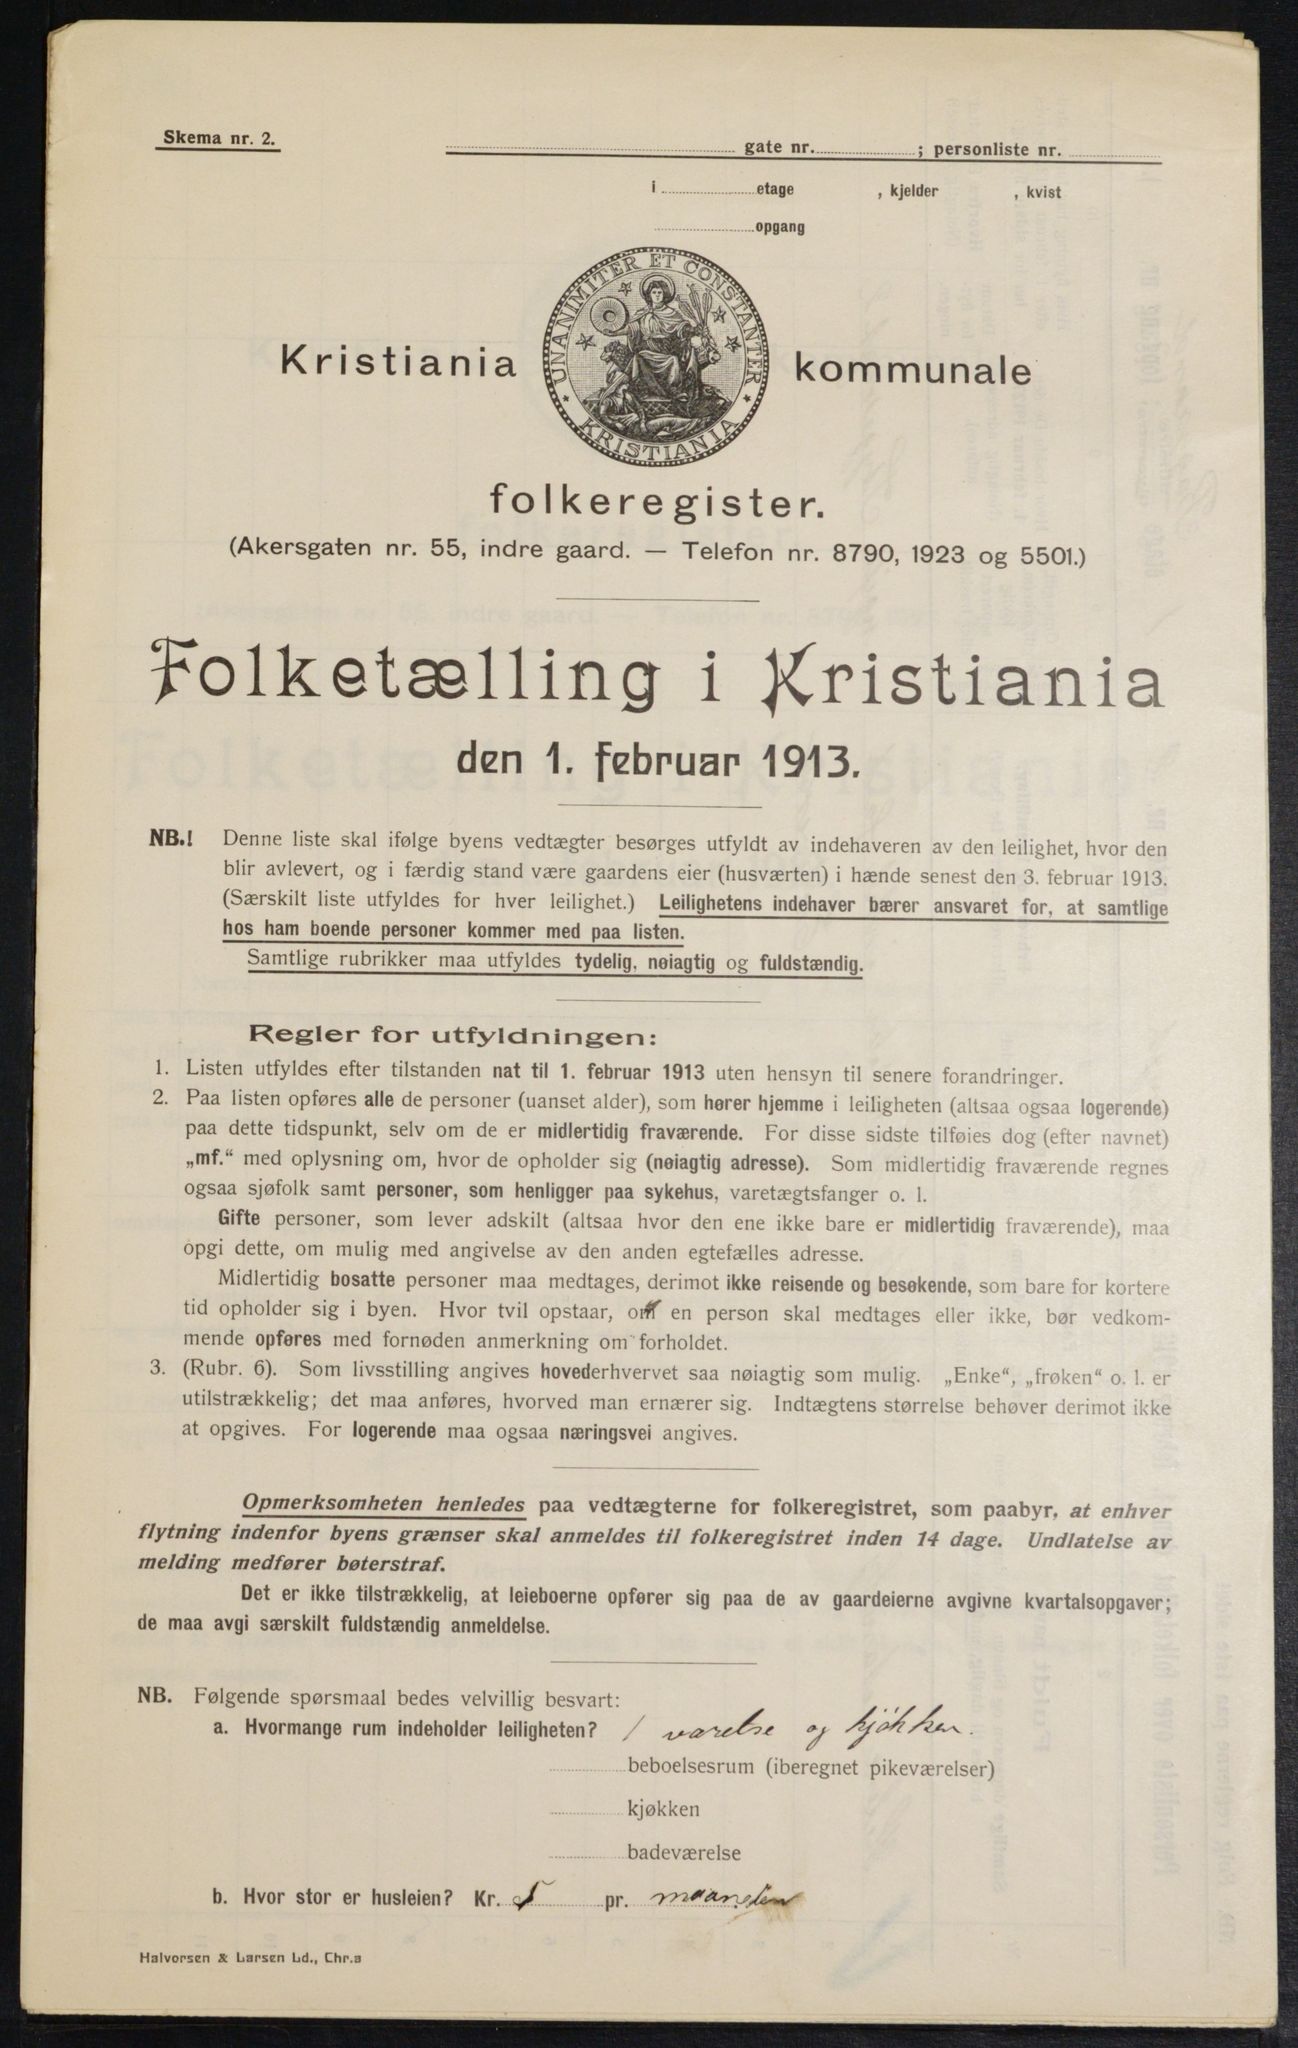 Skema nr. 2.
gate nr. ; personliste nr.
i etage , kjelder , kvist
opgang
UNANIMITER ET CONSTANTER
KRISTIANIA
Kristiania kommunale
folkeregister.
(Akersgaten nr. 55, indre gaard. — Telefon nr. 8790, 1923 og 5501.)
Folketælling i Kristiania
den 1. februar 1913.
NB.! Denne liste skal ifølge byens vedtægter besørges utfyldt av indehaveren av den leilighet, hvor den
blir avlevert, og i færdig stand være gaardens eier (husværten) i hænde senest den 3. februar 1913.
(Særskilt liste utfyldes for hver leilighet.) Leilighetens indehaver bærer ansvaret for, at samtlige
hos ham boende personer kommer med paa listen.
Samtlige rubrikker maa utfyldes tydelig, nøiagtig og fuldstændig.
Regler for utfyldningen:
1. Listen utfyldes efter tilstanden nat til 1. februar 1913 uten hensyn til senere forandringer.
2. Paa listen opføres alle de personer (uanset alder), som hører hjemme i leiligheten (altsaa ogsaa logerende)
paa dette tidspunkt, selv om de er midlertidig fraværende. For disse sidste tilføies dog (efter navnet)
„mf.“ med oplysning om, hvor de opholder sig (nøiagtig adresse). Som midlertidig fraværende regnes
ogsaa sjøfolk samt personer, som henligger paa sykehus, varetægtsfanger o. l.
Gifte personer, som lever adskilt (altsaa hvor den ene ikke bare er midlertidig fraværende), maa
opgi dette, om mulig med angivelse av den anden egtefælles adresse.
Midlertidig bosatte personer maa medtages, derimot ikke reisende og besøkende, som bare for kortere
tid opholder sig i byen. Hvor tvil opstaar, om en person skal medtages eller ikke, bør vedkom-
mende opføres med fornøden anmerkning om forholdet.
3. (Rubr. 6). Som livsstilling angives hovederhvervet saa nøiagtig som mulig. „Enke“, „frøken“ o. l. er
utilstrækkelig; det maa anføres, hvorved man ernærer sig. Indtægtens størrelse behøver derimot ikke
at opgives. For logerende maa ogsaa næringsvei angives.
Opmerksomheten henledes paa vedtægterne for folkeregistret, som paabyr, at enhver
flytning indenfor byens grænser skal anmeldes til folkeregistret inden 14 dage. Undlatelse av
melding medfører bøterstraf.
Det er ikke tilstrækkelig, at leieboerne opfører sig paa de av gaardeierne avgivne kvartalsopgaver;
de maa avgi særskilt fuldstændig anmeldelse.
NB. Følgende spørsmaal bedes velvillig besvart:
a. Hvormange rum indeholder leiligheten? 1 værelse og kjøkken.
beboelsesrum (iberegnet pikeværelser)
kjøkken
badeværelse
b. Hvor stor er husleien? Kr. 5 pr. maaneden
Halvorsen & Larsen Ld., Chr.a